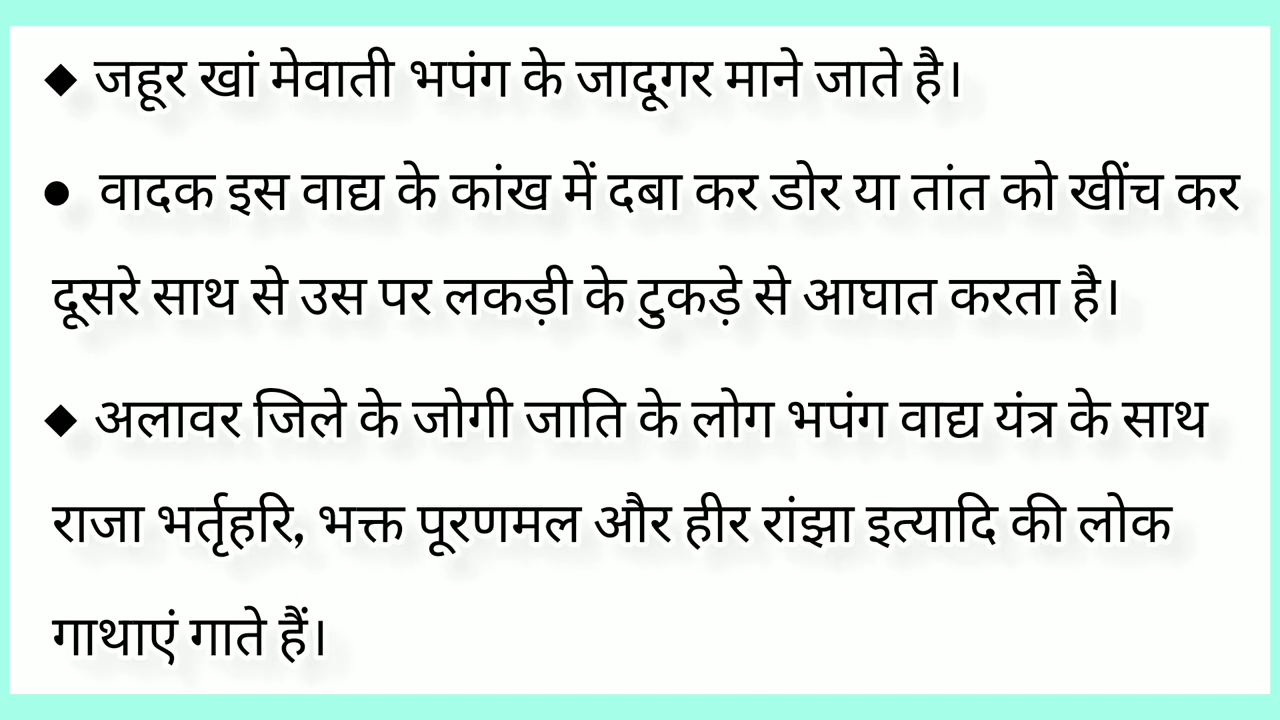 ◆ जहूर खां मेवाती भपंग के जादूगर माने जाते है।
● वादक इस वाद्य के कांख में दबा कर डोर या तांत को खींच कर
दूसरे साथ से उस पर लकड़ी के टुकड़े से आघात करता है।
◆ अलावर जिले के जोगी जाति के लोग भपंग वाद्य यंत्र के साथ
राजा भर्तृहरि, भक्त पूरणमल और हीर रांझा इत्यादि की लोक
गाथाएं गाते हैं।